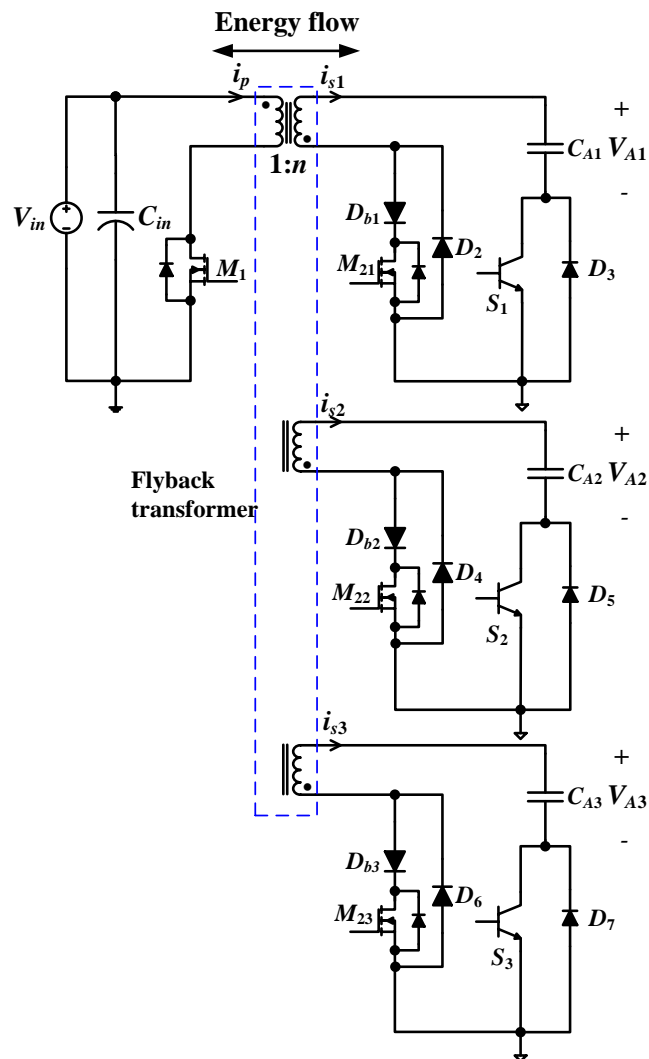 Energy flow
i_p
i_s1
+
C_A1 V_A1
-
1:n
V_in
C_in
M_1
D_b1
M_21
D_2
S_1
D_3
i_s2
+
C_A2 V_A2
-
Flyback
transformer
D_b2
M_22
D_4
S_2
D_5
i_s3
+
C_A3 V_A3
-
D_b3
M_23
D_6
S_3
D_7